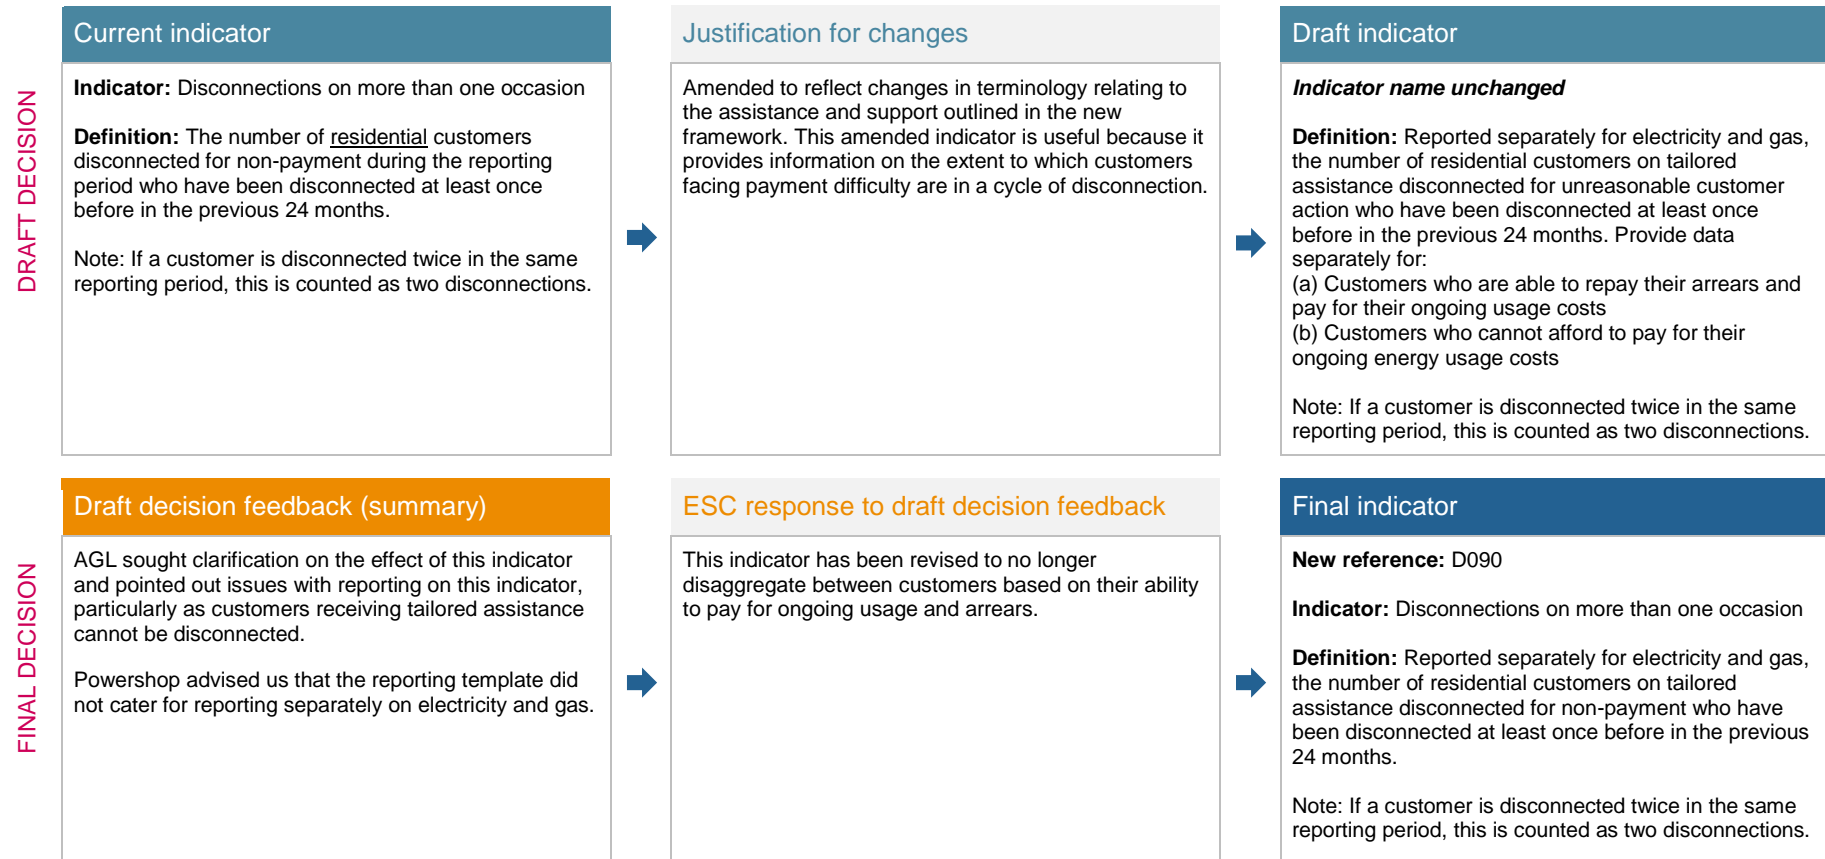 DRAFT DECISION
Current indicator
Indicator: Disconnections on more than one occasion
Definition: The number of residential customers
disconnected for non-payment during the reporting
period who have been disconnected at least once
before in the previous 24 months.
Note: If a customer is disconnected twice in the same
reporting period, this is counted as two disconnections.
Justification for changes
Amended to reflect changes in terminology relating to
the assistance and support outlined in the new
framework. This amended indicator is useful because it
provides information on the extent to which customers
facing payment difficulty are in a cycle of disconnection.
Draft indicator
Indicator name unchanged
Definition: Reported separately for electricity and gas,
the number of residential customers on tailored
assistance disconnected for unreasonable customer
action who have been disconnected at least once
before in the previous 24 months. Provide data
separately for:
(a) Customers who are able to repay their arrears and
pay for their ongoing usage costs
(b) Customers who cannot afford to pay for their
ongoing energy usage costs
Note: If a customer is disconnected twice in the same
reporting period, this is counted as two disconnections.
FINAL DECISION
Draft decision feedback (summary)
AGL sought clarification on the effect of this indicator
and pointed out issues with reporting on this indicator,
particularly as customers receiving tailored assistance
cannot be disconnected.
Powershop advised us that the reporting template did
not cater for reporting separately on electricity and gas.
ESC response to draft decision feedback
This indicator has been revised to no longer
disaggregate between customers based on their ability
to pay for ongoing usage and arrears.
Final indicator
New reference: D090
Indicator: Disconnections on more than one occasion
Definition: Reported separately for electricity and gas,
the number of residential customers on tailored
assistance disconnected for non-payment who have
been disconnected at least once before in the previous
24 months.
Note: If a customer is disconnected twice in the same
reporting period, this is counted as two disconnections.